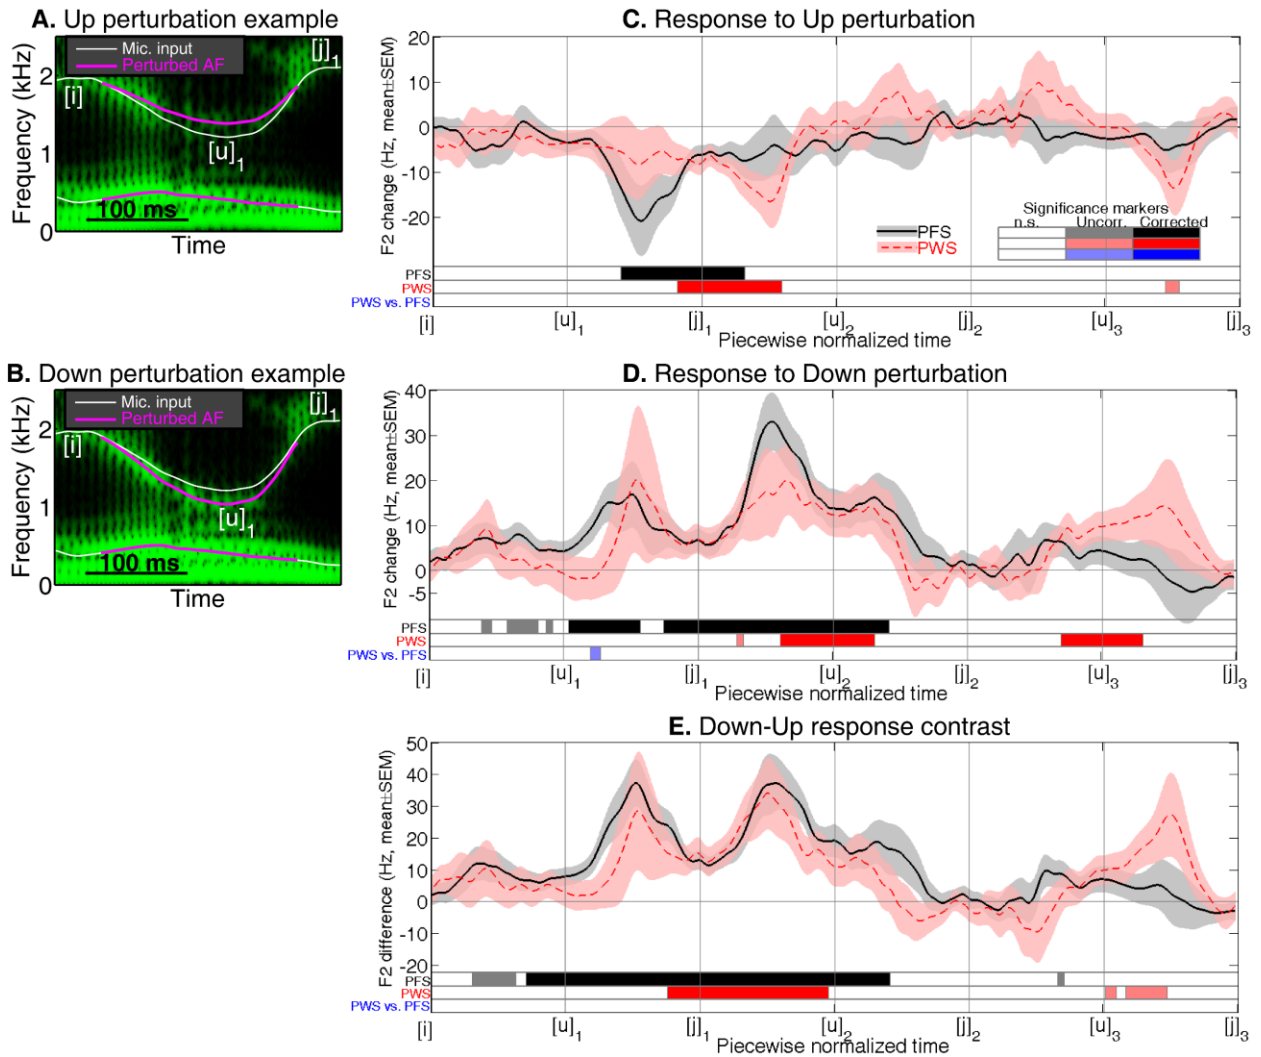 A. Up perturbation example
Mic. input
Perturbed AF
[i]
[u]1
[j]1
100 ms
Frequency (kHz)
2
1
0
Time
C. Response to Up perturbation
F2 change (Hz, mean±SEM)
20
10
0
-10
-20
PFS
PWS
Significance markers
n.s. Uncorr. Corrected
PFS
PWS
PWS vs. PFS
[i] [u]1 [j]1 [u]2 [j]2 [u]3 [j]3
Piecewise normalized time
B. Down perturbation example
Mic. input
Perturbed AF
[i]
[u]1
[j]1
100 ms
Frequency (kHz)
2
1
0
Time
D. Response to Down perturbation
F2 change (Hz, mean±SEM)
40
30
20
10
0
-5
PFS
PWS
PWS vs. PFS
[i] [u]1 [j]1 [u]2 [j]2 [u]3 [j]3
Piecewise normalized time
E. Down-Up response contrast
F2 difference (Hz, mean±SEM)
50
40
30
20
10
0
-10
-20
PFS
PWS
PWS vs. PFS
[i] [u]1 [j]1 [u]2 [j]2 [u]3 [j]3
Piecewise normalized time